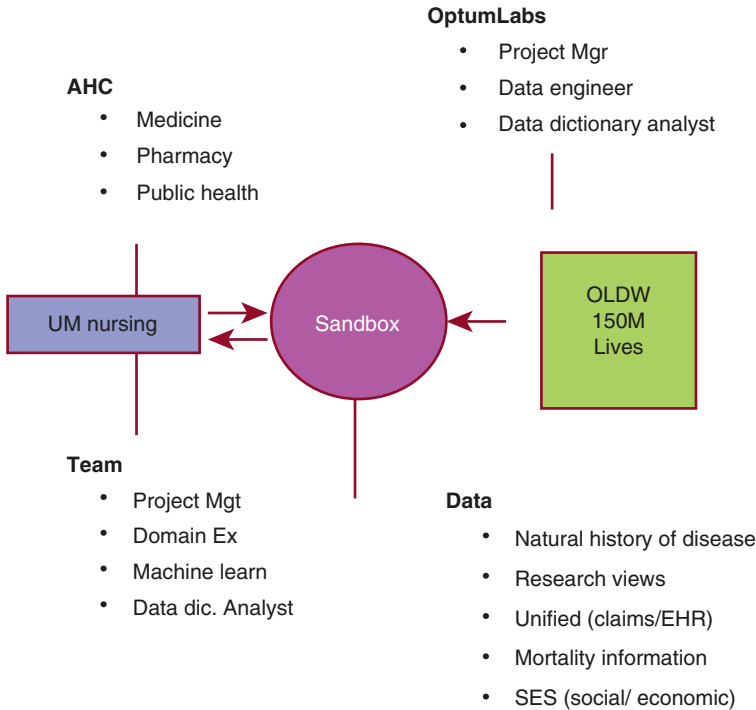 OptumLabs
• Project Mgr
• Data engineer
• Data dictionary analyst
AHC
• Medicine
• Pharmacy
• Public health
UM nursing
Sandbox
OLDW
150M
Lives
Team
• Project Mgt
• Domain Ex
• Machine learn
• Data dic. Analyst
Data
• Natural history of disease
• Research views
• Unified (claims/EHR)
• Mortality information
• SES (social/ economic)